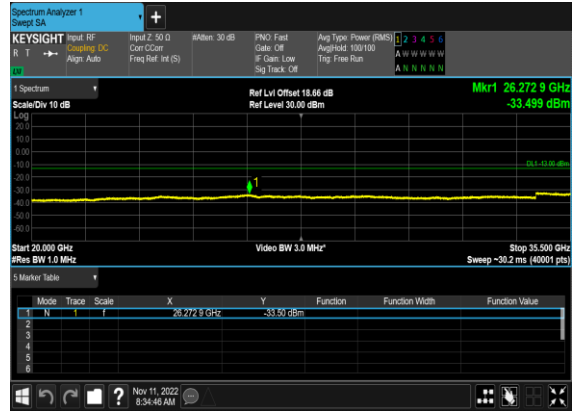 Spectrum Analyzer 1
Swept SA
+
KEYSIGHT Input: RF Input Z: 50 Ω #Atten: 30 dB PNO: Fast Avg Type: Power (RMS) 1 2 3 4 5 6
R T Coupling: DC Corr CCorr Gate: Off Avg|Hold: 100/100 A W W W W W
Align: Auto Freq Ref: Int (S) IF Gain: Low Trig: Free Run
Sig Track: Off A N N N N N
1 Spectrum Ref Lvl Offset 18.66 dB Mkr1 26.272 9 GHz
Scale/Div 10 dB Ref Level 30.00 dBm -33.499 dBm
Log
20.0
10.0
0.00
-10.0
DL1 -13.00 dBm
-20.0
1
-30.0
-40.0
-50.0
-60.0
Start 20.000 GHz Video BW 3.0 MHz* Stop 35.500 GHz
#Res BW 1.0 MHz Sweep ~30.2 ms (40001 pts)
5 Marker Table
Mode Trace Scale X Y Function Function Width Function Value
1 N 1 f 26.272 9 GHz -33.50 dBm
2
3
4
5
6
? Nov 11, 2022
8:34:46 AM